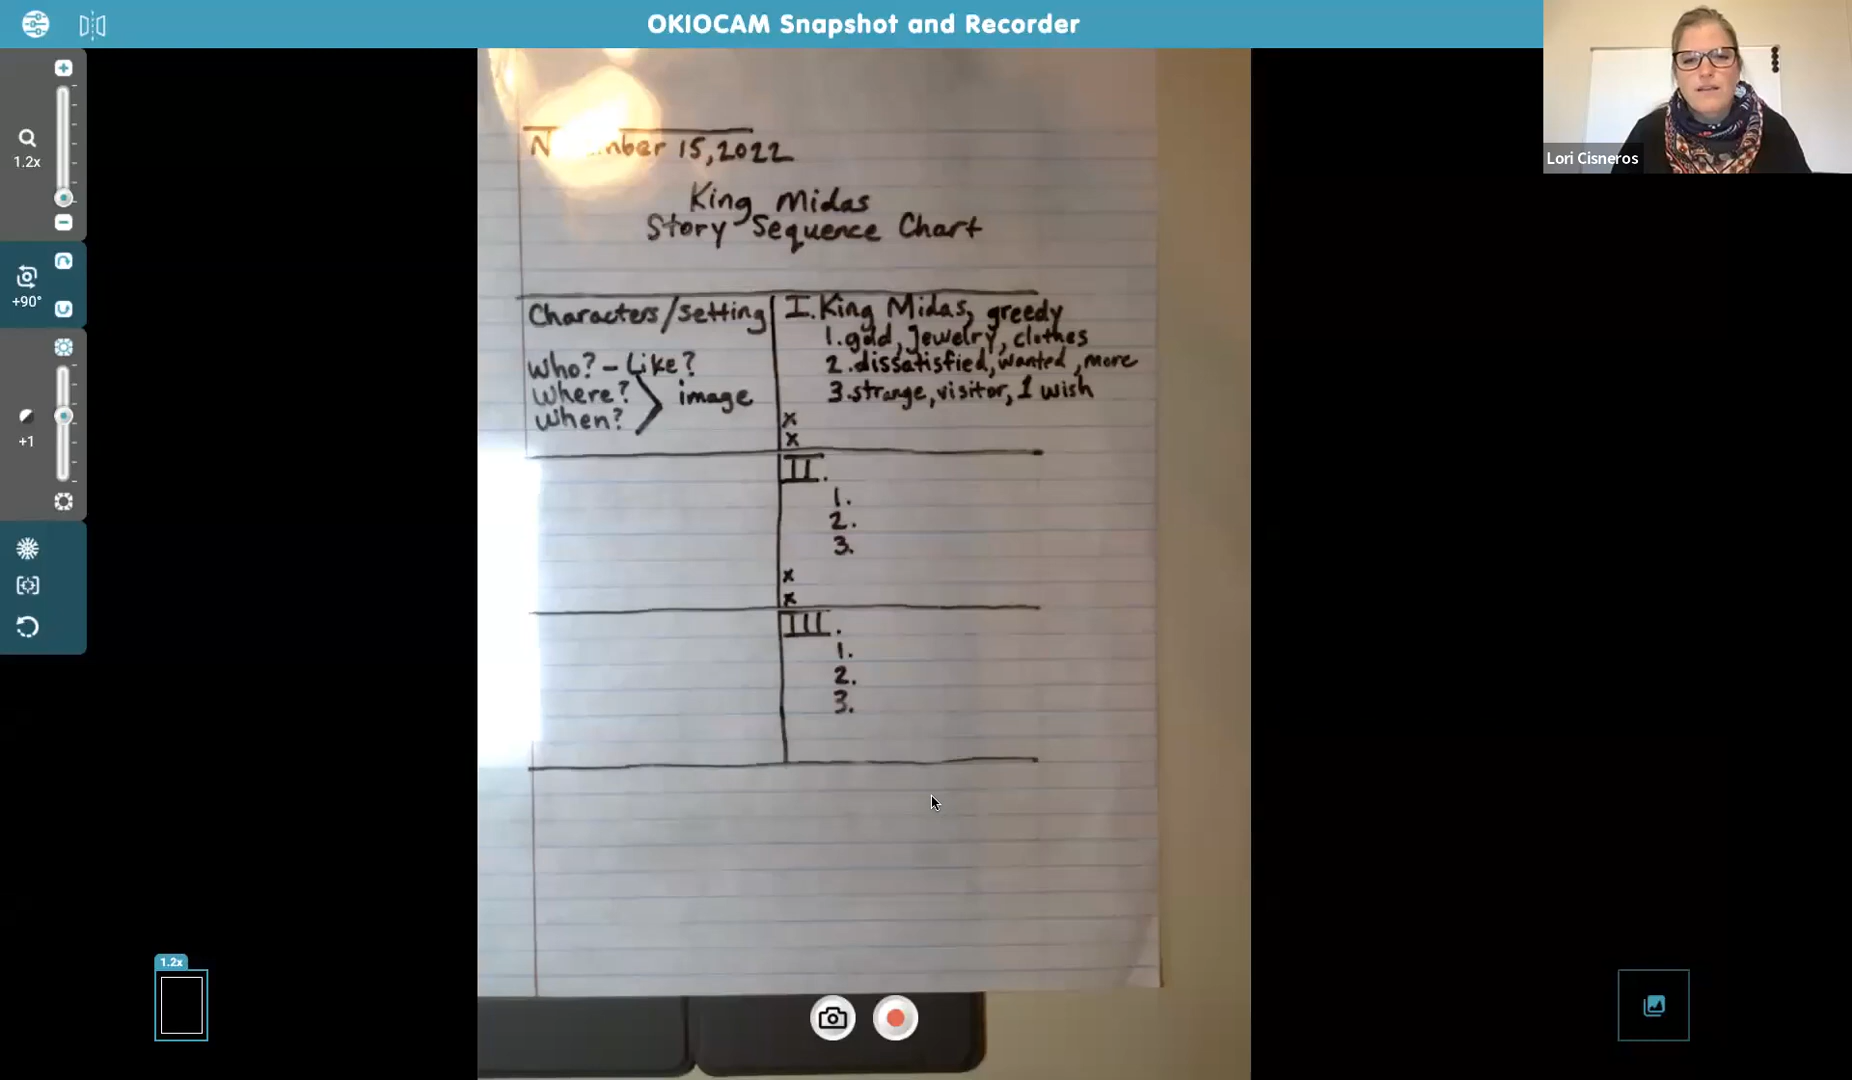 OKIOCAM Snapshot and Recorder
Lori Cisneros
1.2x
+90°
+1
15, 2022
King Midas
Story Sequence Chart
Characters/setting
Who? - Like?
Where?
When?
image
I. King Midas, greedy
1. gold, jewelry, clothes
2. dissatisfied, wanted, more
3. strange, visitor, 1 wish
x
x
II.
1.
2.
3.
x
x
III.
1.
2.
3.
1.2x